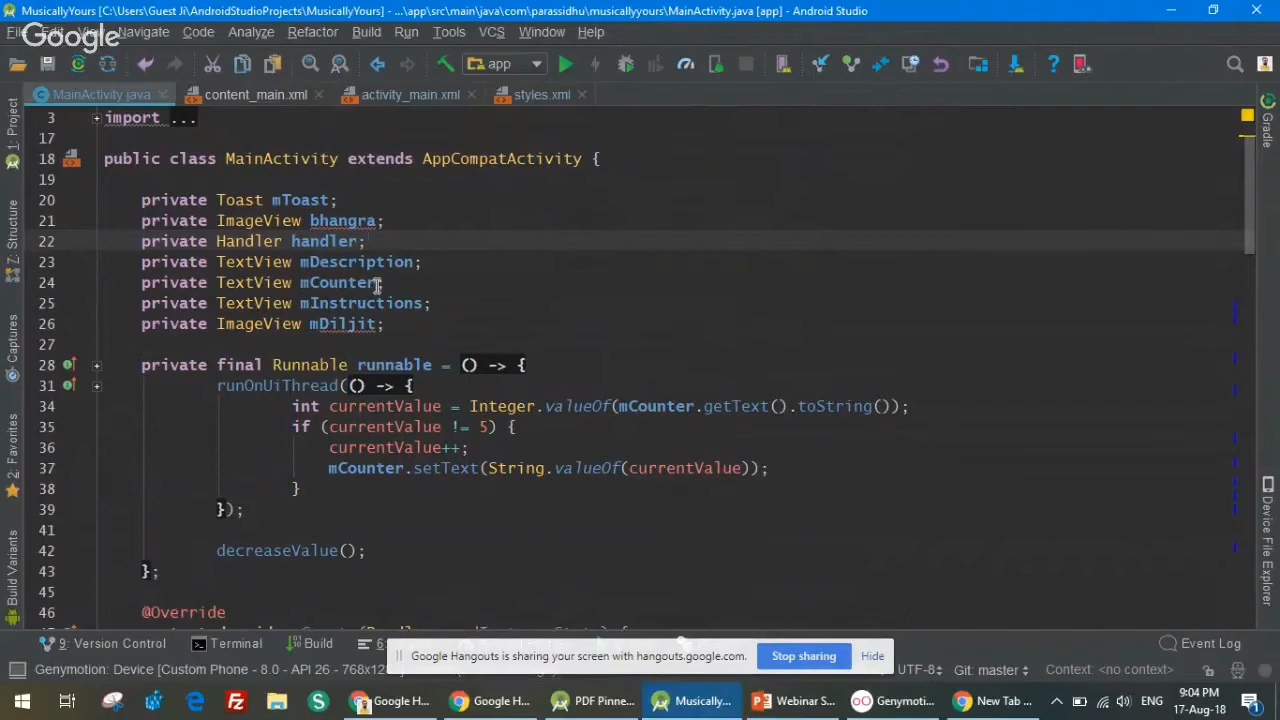 MusicallyYours [C:\Users\Guest Ji\AndroidStudioProjects\MusicallyYours] - ...\app\src\main\java\com\parassidhu\musicallyyours\MainActivity.java [app] - Android Studio
Google
Navigate Code Analyze Refactor Build Run Tools VCS Window Help
app
MainActivity.java content_main.xml activity_main.xml styles.xml
1: Project
Z: Structure
Captures
2: Favorites
Build Variants
3 import ...
17
18 public class MainActivity extends AppCompatActivity {
19
20 private Toast mToast;
21 private ImageView bhangra;
22 private Handler handler;
23 private TextView mDescription;
24 private TextView mCounter;
25 private TextView mInstructions;
26 private ImageView mDiljit;
27
28 private final Runnable runnable = () -> {
31 runOnUiThread(() -> {
34 int currentValue = Integer.valueOf(mCounter.getText().toString());
35 if (currentValue != 5) {
36 currentValue++;
37 mCounter.setText(String.valueOf(currentValue));
38 }
39 });
41
42 decreaseValue();
43 };
45
46 @Override
Gradle
Device File Explorer
9: Version Control Terminal Build 6: Event Log
Google Hangouts is sharing your screen with hangouts.google.com. Stop sharing Hide
Genymotion: Device [Custom Phone - 8.0 - API 26 - 768x12 UTF-8 Git: master Context: <no context>
Google H... Google H... PDF Pinne... Musically... Webinar S... Genymoti... New Tab ... ENG 9:04 PM
17-Aug-18